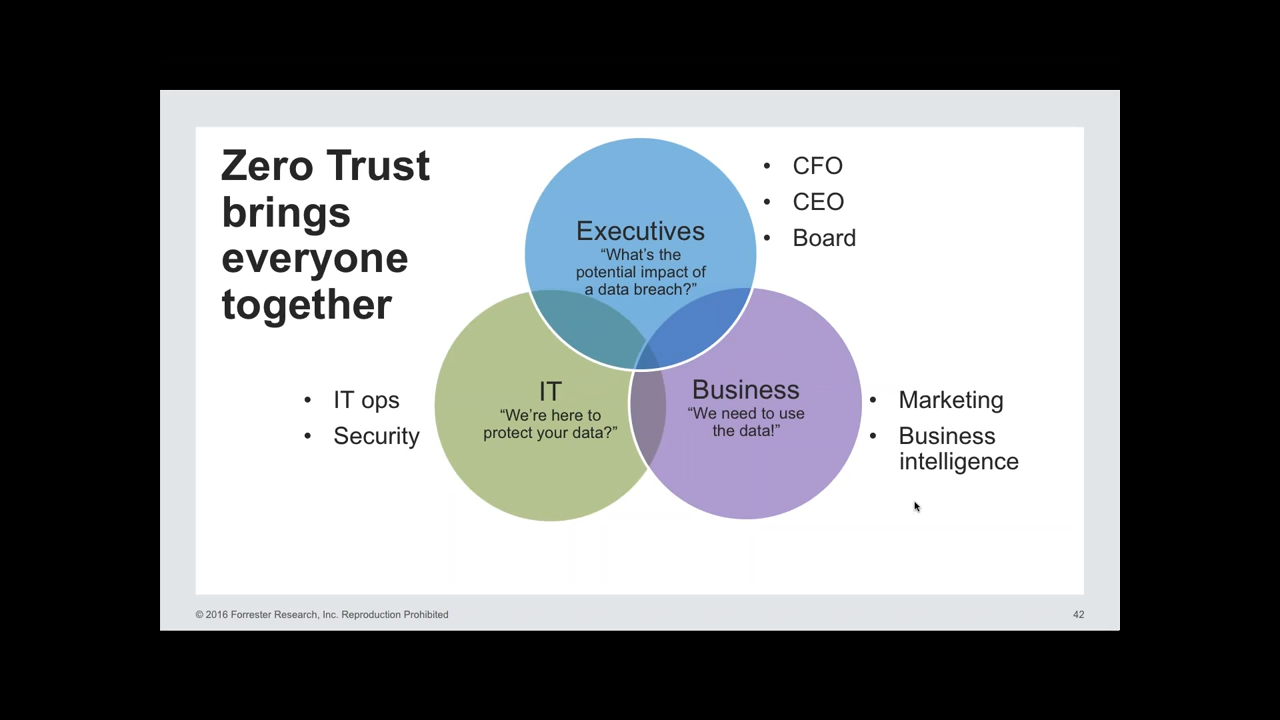 Zero Trust
brings
everyone
together
Executives
“What’s the
potential impact of
a data breach?”
• CFO
• CEO
• Board
• IT ops
• Security
IT
“We’re here to
protect your data?”
Business
“We need to use
the data!”
• Marketing
• Business
intelligence
© 2016 Forrester Research, Inc. Reproduction Prohibited
42